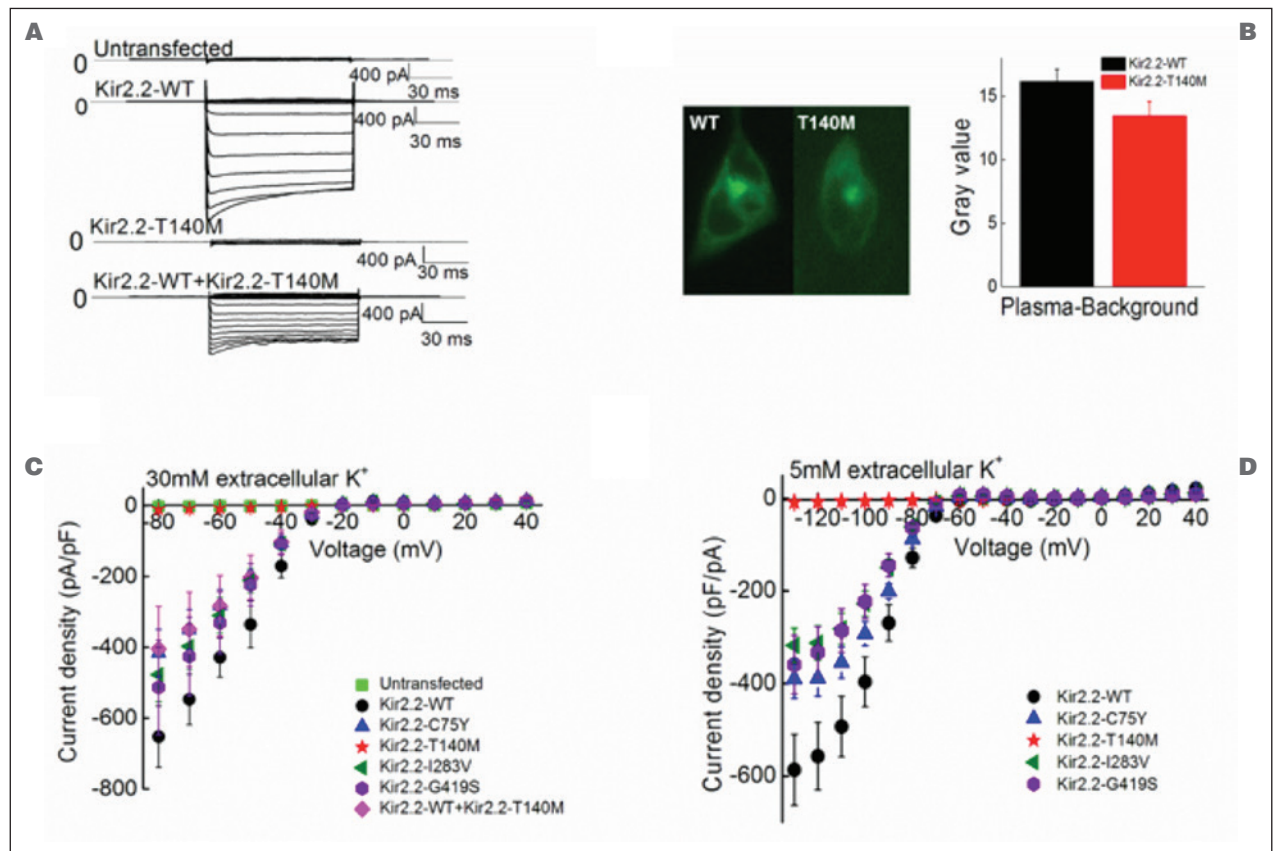 A
Untransfected
0
400 pA
30 ms
Kir2.2-WT
0
400 pA
30 ms
Kir2.2-T140M
0
400 pA
30 ms
Kir2.2-WT+Kir2.2-T140M
0
400 pA
30 ms
B
WT
T140M
Kir2.2-WT
Kir2.2-T140M
15
10
5
0
Gray value
Plasma-Background
C
30mM extracellular K⁺
0
-200
-400
-600
-800
-80 -60 -40 -20 0 20 40
Voltage (mV)
Current density (pA/pF)
Untransfected
Kir2.2-WT
Kir2.2-C75Y
Kir2.2-T140M
Kir2.2-I283V
Kir2.2-G419S
Kir2.2-WT+Kir2.2-T140M
D
5mM extracellular K⁺
0
-200
-400
-600
-120 -100 -80 -60 -40 -20 0 20 40
Voltage (mV)
Current density (pF/pA)
Kir2.2-WT
Kir2.2-C75Y
Kir2.2-T140M
Kir2.2-I283V
Kir2.2-G419S